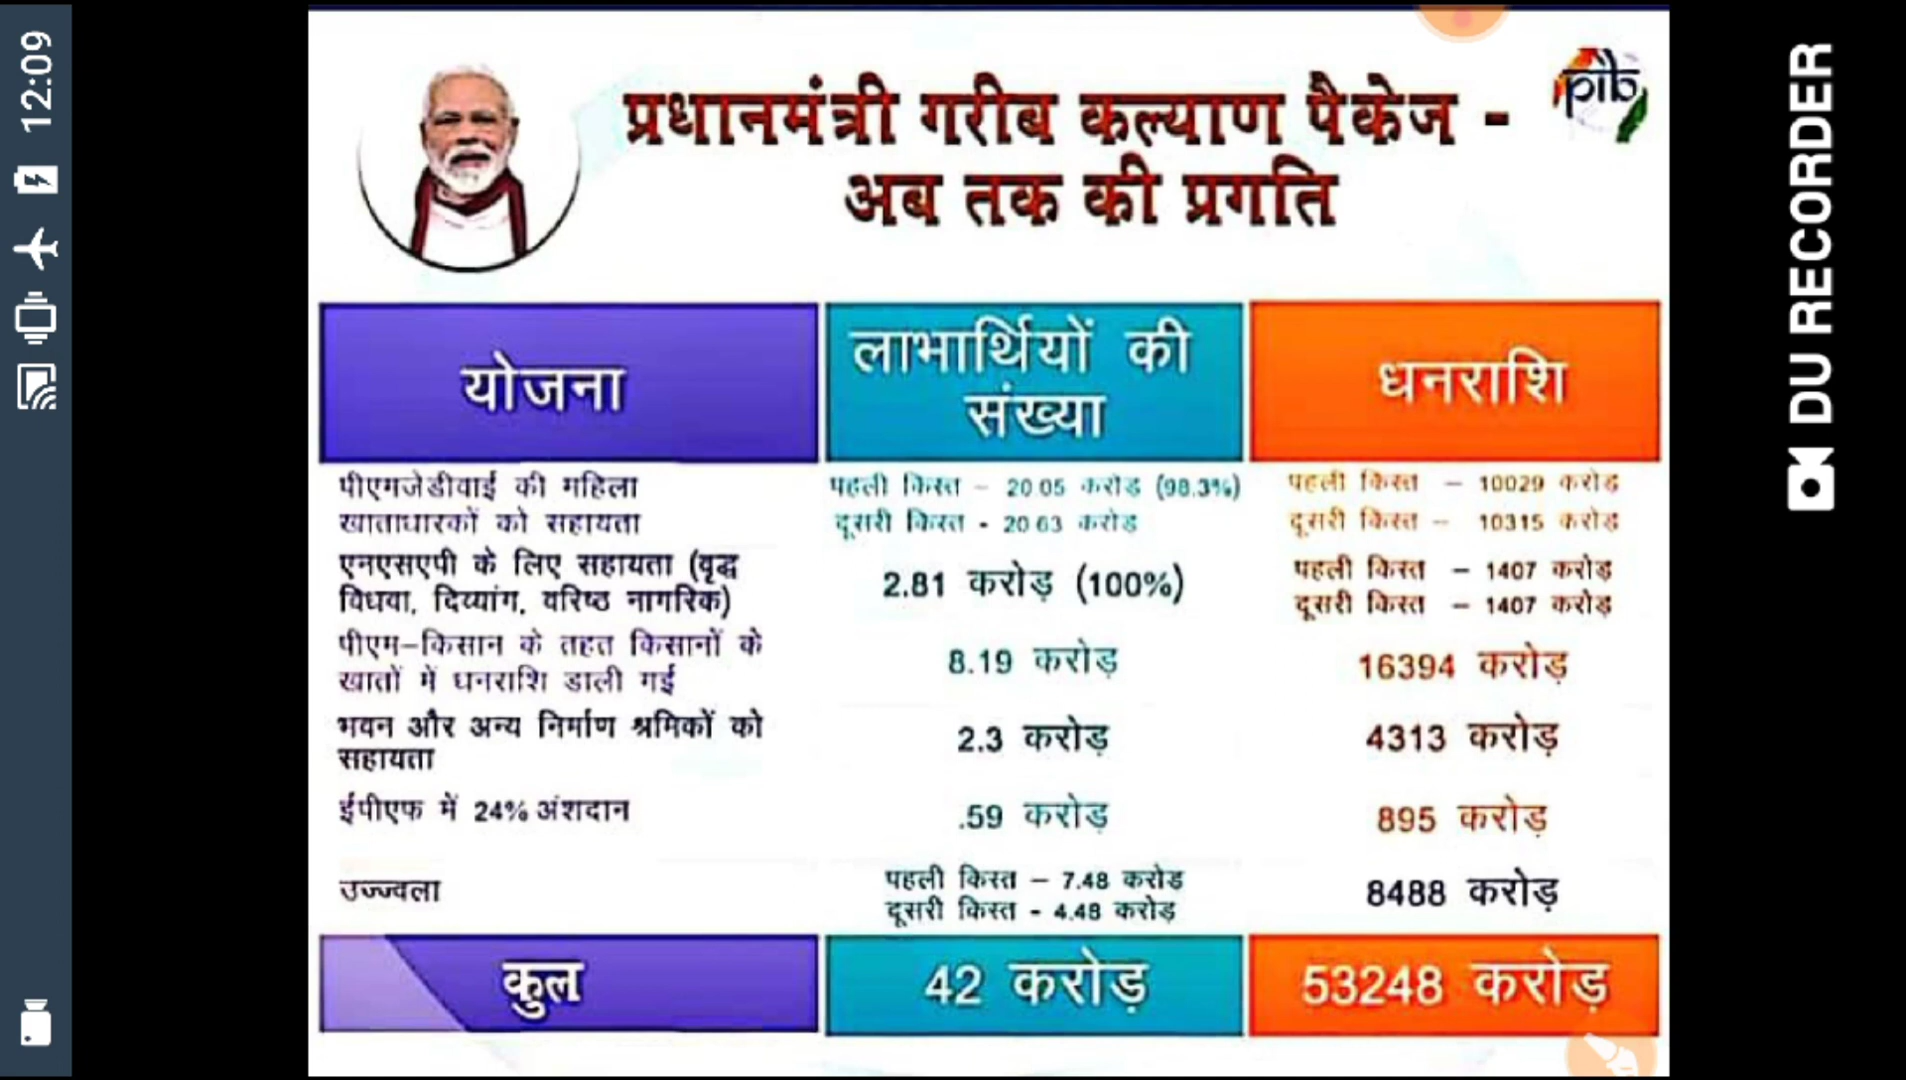 12:09
pib
प्रधानमंत्री गरीब कल्याण पैकेज -
अब तक की प्रगति
योजना
लाभार्थियों की
संख्या
धनराशि
पीएमजेडीवाई की महिला
खाताधारकों को सहायता
पहली किस्त – 20.05 करोड़ (98.3%)
दूसरी किस्त - 20.63 करोड़
पहली किस्त – 10029 करोड़
दूसरी किस्त – 10315 करोड़
एनएसएपी के लिए सहायता (वृद्ध
विधवा, दिव्यांग, वरिष्ठ नागरिक)
2.81 करोड़ (100%)
पहली किस्त – 1407 करोड़
दूसरी किस्त – 1407 करोड़
पीएम–किसान के तहत किसानों के
खातों में धनराशि डाली गई
8.19 करोड़
16394 करोड़
भवन और अन्य निर्माण श्रमिकों को
सहायता
2.3 करोड़
4313 करोड़
ईपीएफ में 24% अंशदान
.59 करोड़
895 करोड़
उज्ज्वला
पहली किस्त – 7.48 करोड़
दूसरी किस्त - 4.48 करोड़
8488 करोड़
कुल
42 करोड़
53248 करोड़
DU RECORDER